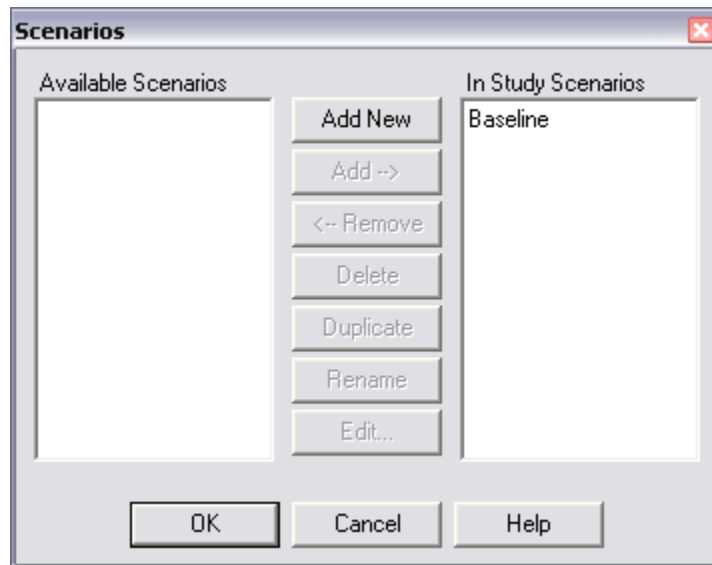 Scenarios
Available Scenarios
In Study Scenarios
Baseline
Add New
Add -->
<-- Remove
Delete
Duplicate
Rename
Edit...
OK
Cancel
Help